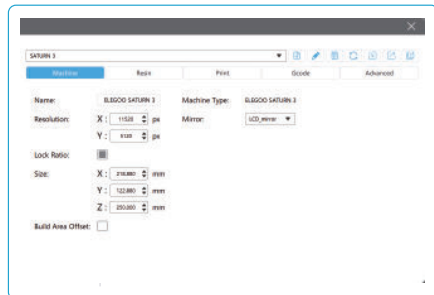 SATURN 3
Machine Resin Print Gcode Advanced
Name: ELEGOO SATURN 3 Machine Type: ELEGOO SATURN 3
Resolution: X : 11520 px Mirror: LCD_mirror
Y : 5120 px
Lock Ratio:
Size: X : 218.880 mm
Y : 122.880 mm
Z : 250.000 mm
Build Area Offset: